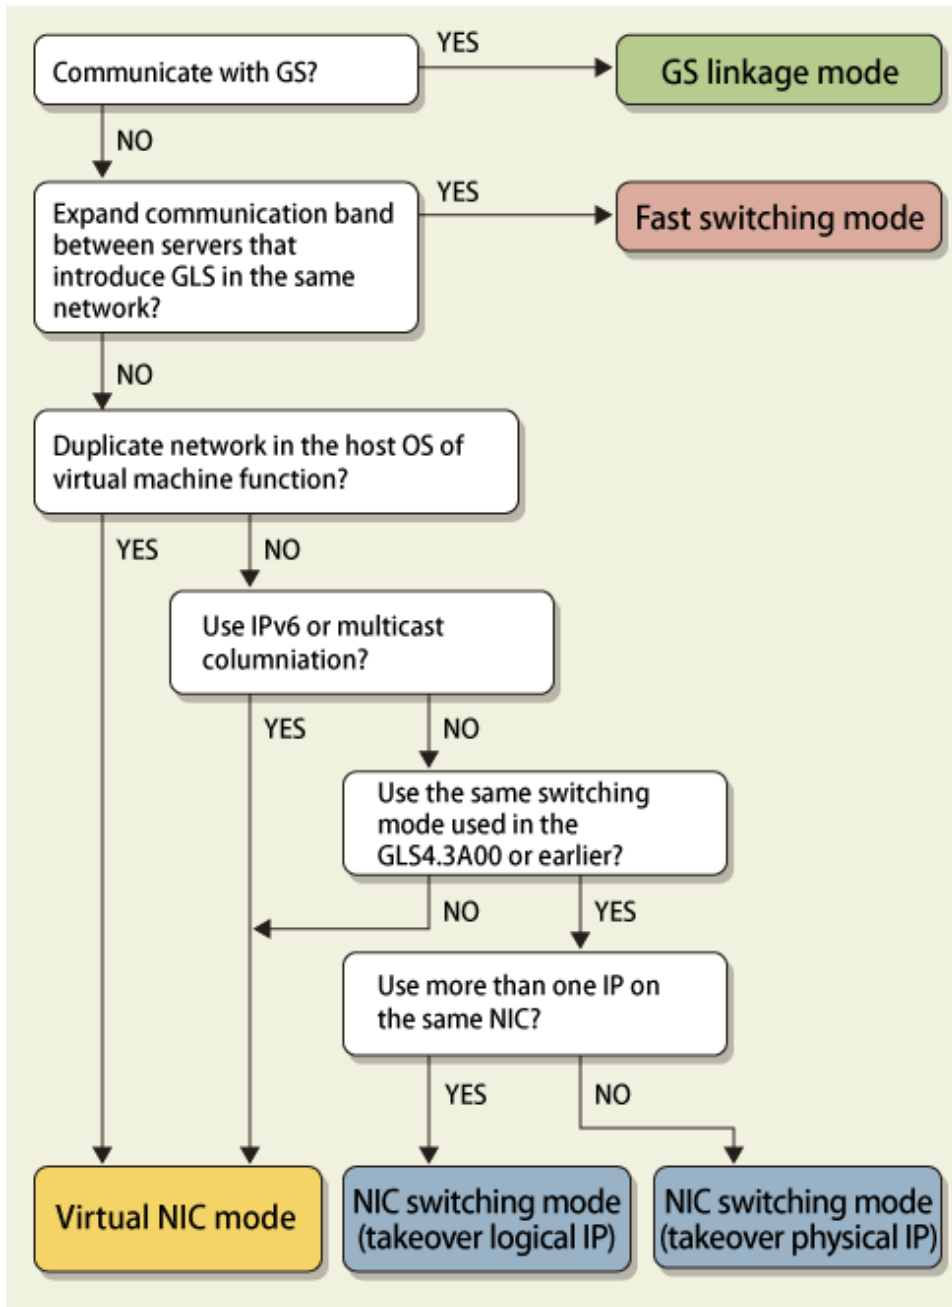 Communicate with GS?
YES
GS linkage mode
NO
Expand communication band
between servers that
introduce GLS in the same
network?
YES
Fast switching mode
NO
Duplicate network in the host OS of
virtual machine function?
YES
NO
Use IPv6 or multicast
columniation?
YES
NO
Use the same switching
mode used in the
GLS4.3A00 or earlier?
NO
YES
Use more than one IP on
the same NIC?
YES
NO
Virtual NIC mode
NIC switching mode
(takeover logical IP)
NIC switching mode
(takeover physical IP)